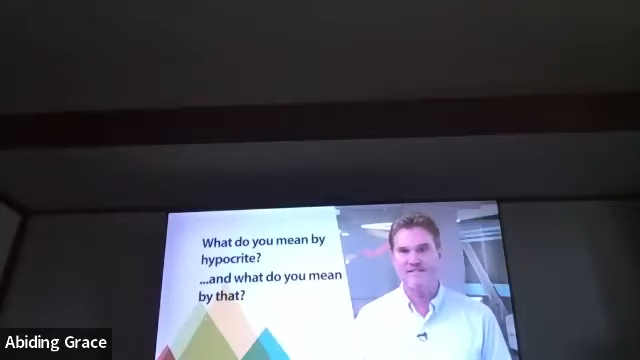 What do you mean by
hypocrite?
...and what do you mean
by that?
Abiding Grace